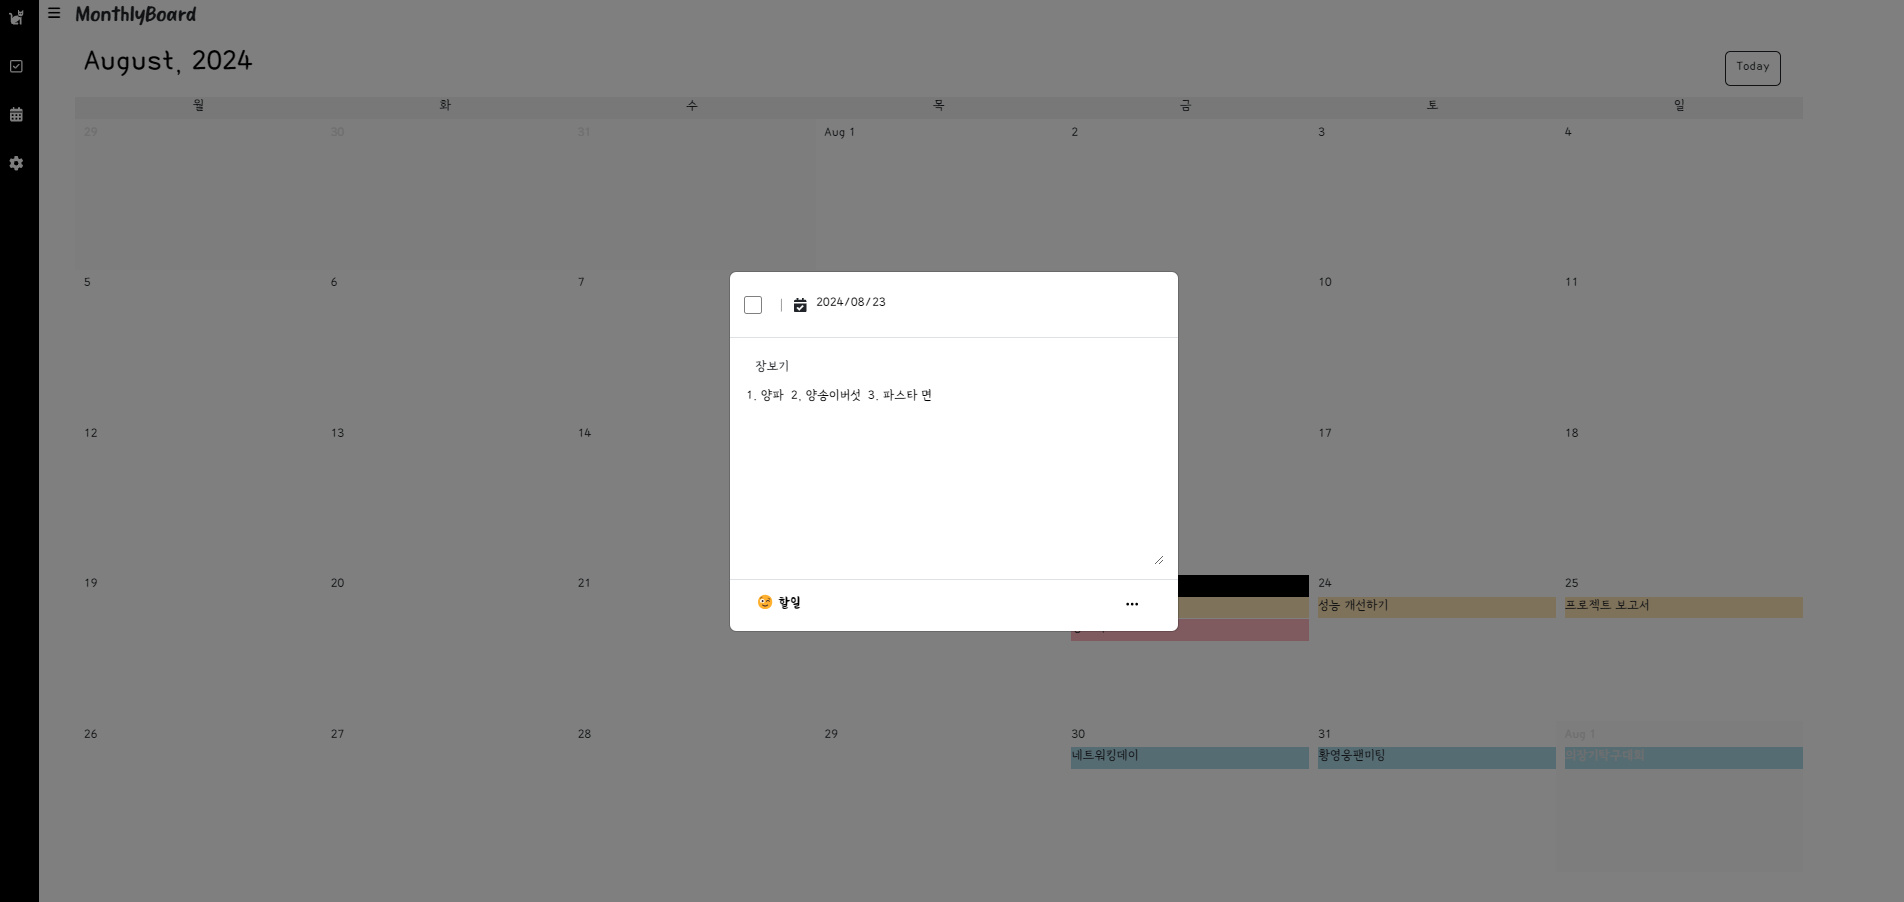 MonthlyBoard
August, 2024
Today
월 화 수 목 금 토 일
29 30 31 Aug 1 2 3 4
5 6 7 10 11
2024/08/23
장보기
1. 양파 2. 양송이버섯 3. 파스타 면
12 13 14 17 18
19 20 21 24 25
성능 개선하기 프로젝트 보고서
😉 할일
26 27 28 29 30 31 Aug 1
네트워킹데이 황영웅팬미팅